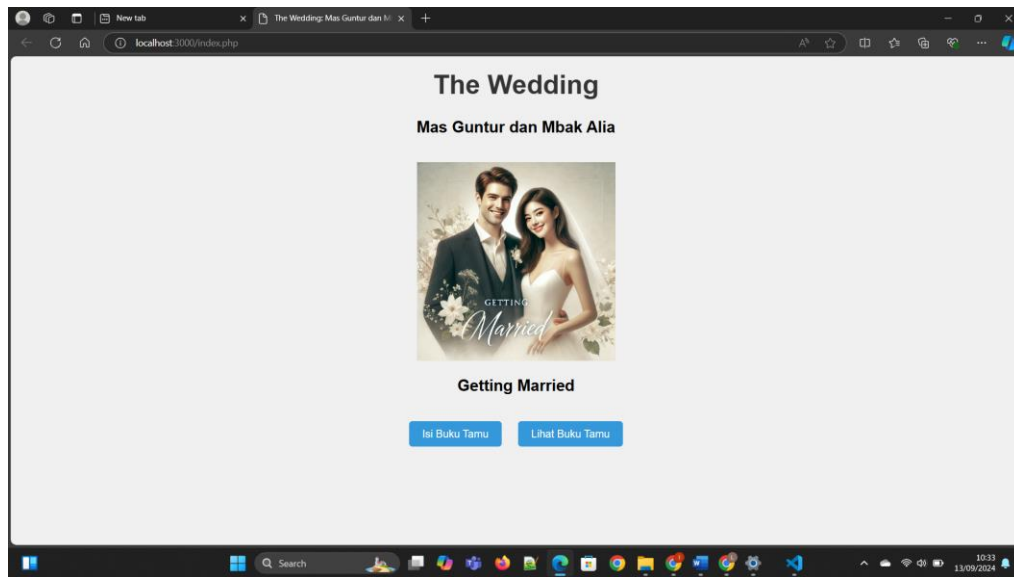 New tab
The Wedding: Mas Guntur dan M
localhost:3000/index.php
The Wedding
Mas Guntur dan Mbak Alia
GETTING
Married
Getting Married
Isi Buku Tamu
Lihat Buku Tamu
Search
10:33
13/09/2024